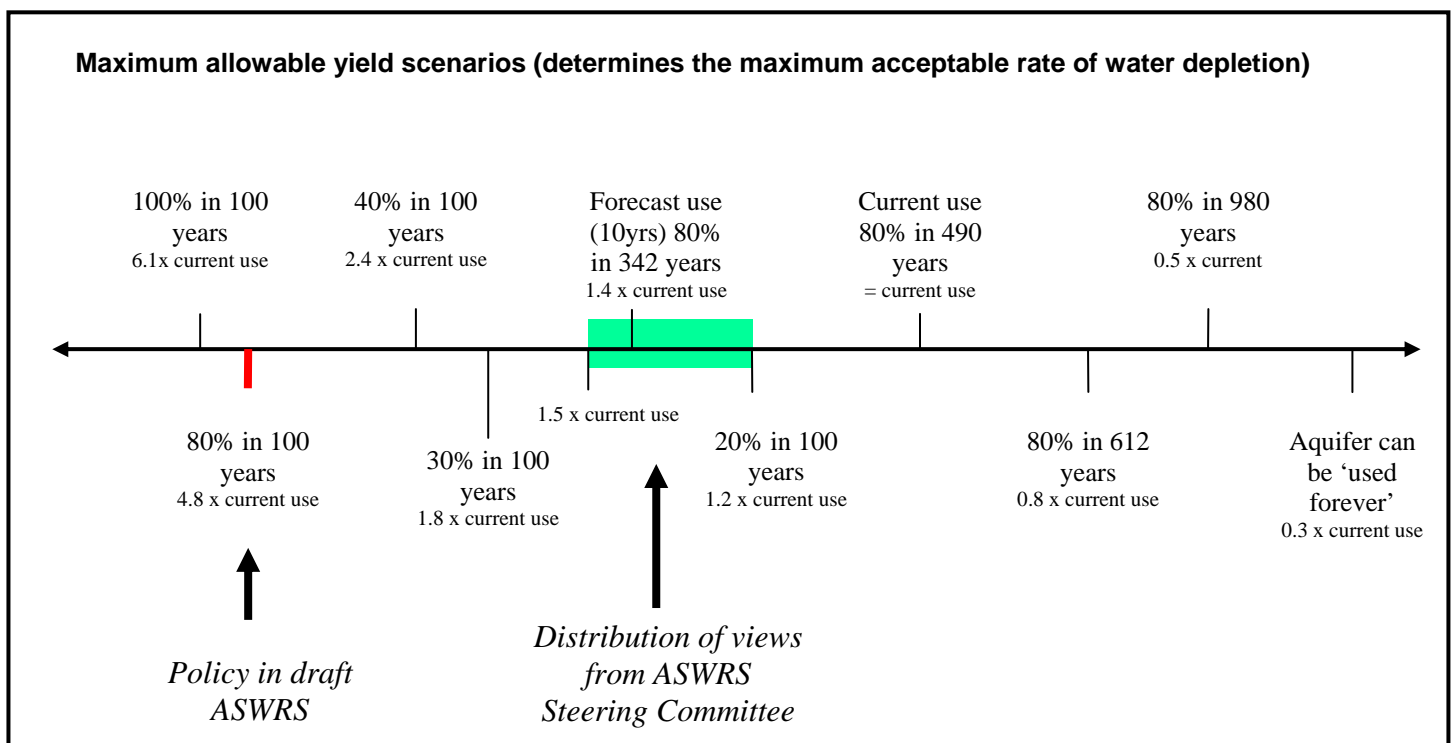 Maximum allowable yield scenarios (determines the maximum acceptable rate of water depletion)
100% in 100
years
6.1x current use
40% in 100
years
2.4 x current use
Forecast use
(10yrs) 80%
in 342 years
1.4 x current use
Current use
80% in 490
years
= current use
80% in 980
years
0.5 x current
80% in 100
years
4.8 x current use
30% in 100
years
1.8 x current use
1.5 x current use
20% in 100
years
1.2 x current use
80% in 612
years
0.8 x current use
Aquifer can
be ‘used
forever’
0.3 x current use
Policy in draft
ASWRS
Distribution of views
from ASWRS
Steering Committee